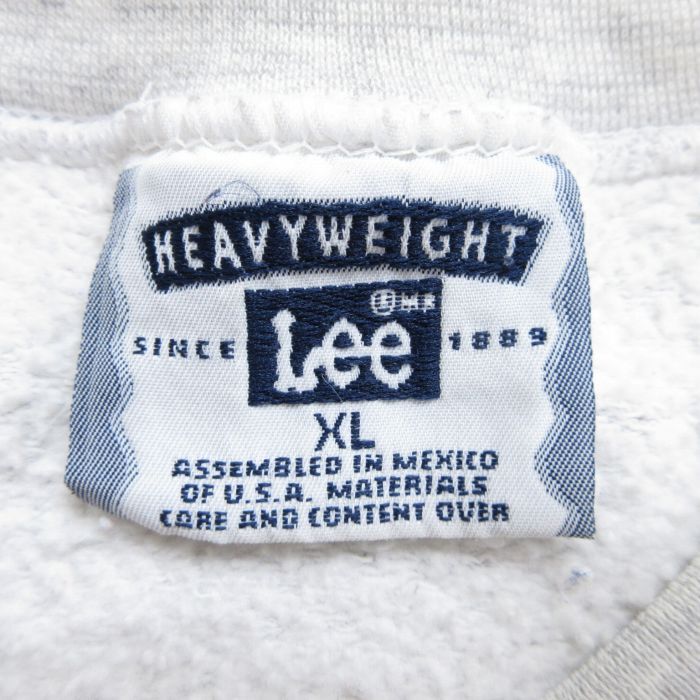 HEAVYWEIGHT
SINCE Lee 1889
XL
ASSEMBLED IN MEXICO
OF U.S.A. MATERIALS
CARE AND CONTENT OVER